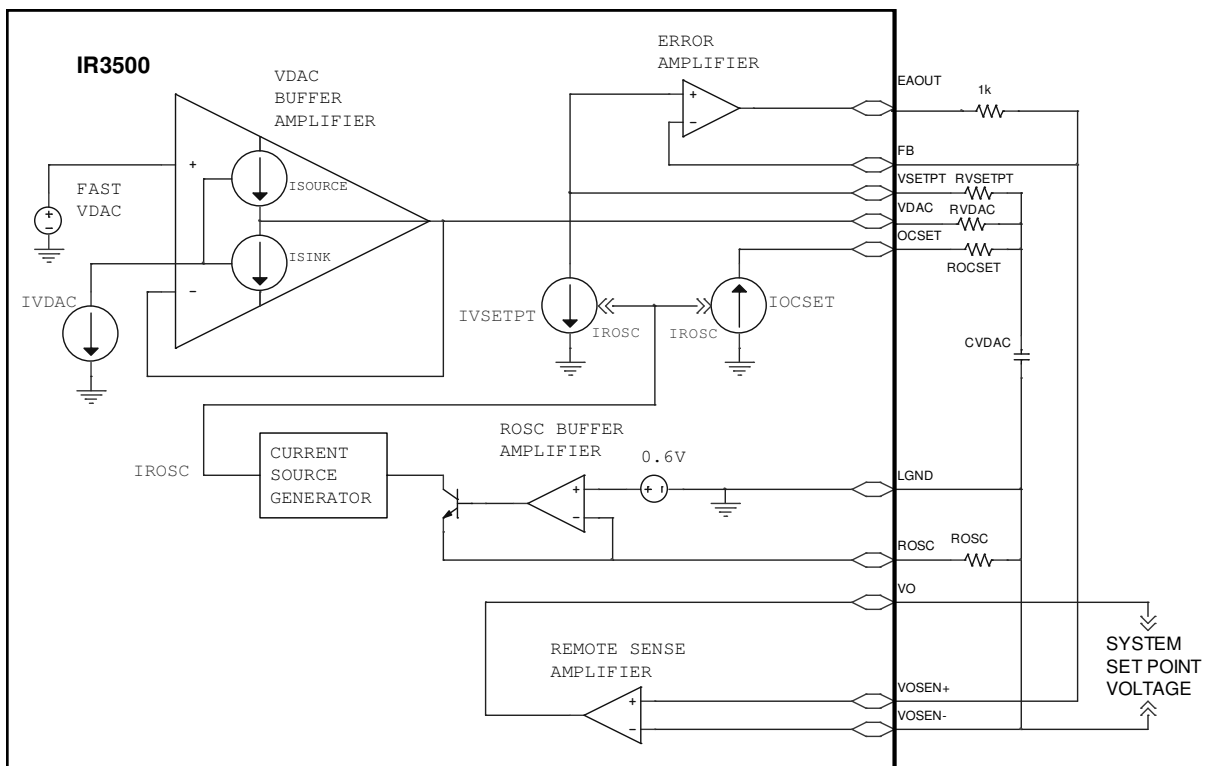 IR3500
VDAC
BUFFER
AMPLIFIER
ERROR
AMPLIFIER
EAOUT
1k
+
-
+
FAST
VDAC
ISOURCE
+
-
FB
VSETPT
RVSETPT
VDAC
RVDAC
OCSET
ROCSET
ISINK
-
IVDAC
IVSETPT
IROSC
IROSC
IOCSET
CVDAC
ROSC BUFFER
AMPLIFIER
0.6V
IROSC
CURRENT
SOURCE
GENERATOR
+
-
+ -
LGND
ROSC
ROSC
VO
REMOTE SENSE
AMPLIFIER
+
-
VOSEN+
VOSEN-
SYSTEM
SET POINT
VOLTAGE